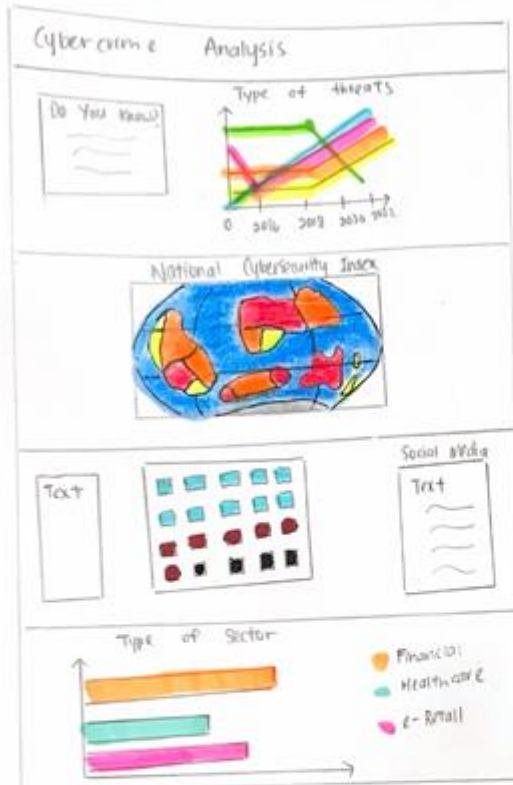 Cybercrime Analysis
Do You Know?
Type of threats
0 2016 2018 2020 2022
National Cybersecurity Index
Text
Social Media
Text
Type of Sector
Financial
Healthcare
e-Retail